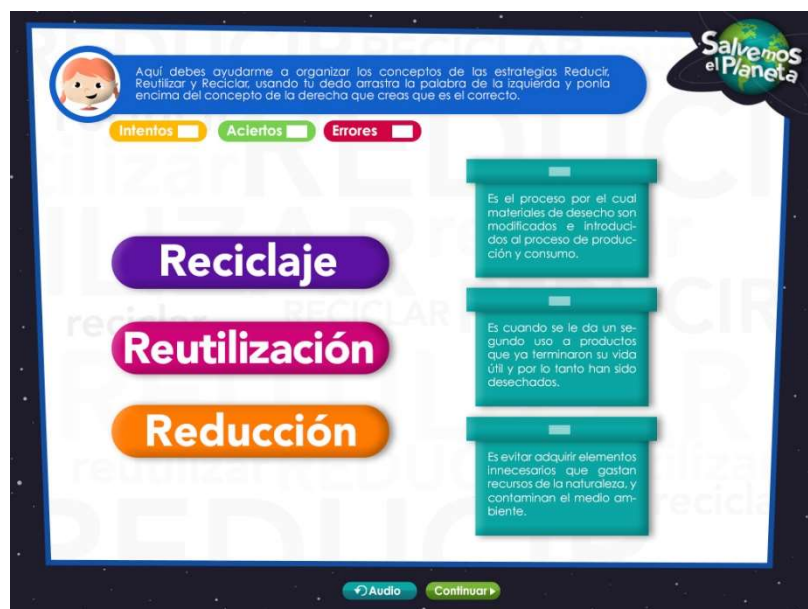 Salvemos
el Planeta
Aquí debes ayudarme a organizar los conceptos de las estrategias Reducir,
Reutilizar y Reciclar, usando tu dedo arrastra la palabra de la izquierda y ponla
encima del concepto de la derecha que creas que es el correcto.
Intentos
Aciertos
Errores
Reciclaje
Reutilización
Reducción
Es el proceso por el cual
materiales de desecho son
modificados e introduci-
dos al proceso de produc-
ción y consumo.
Es cuando se le da un se-
gundo uso a productos
que ya terminaron su vida
útil y por lo tanto han sido
desechados.
Es evitar adquirir elementos
innecesarios que gastan
recursos de la naturaleza, y
contaminan el medio am-
biente.
Audio
Continuar